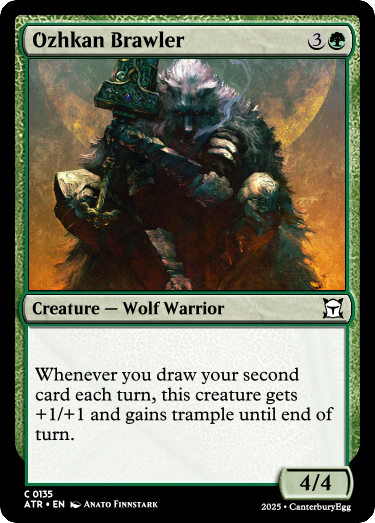 Ozhkan Brawler 3
Creature — Wolf Warrior
Whenever you draw your second
card each turn, this creature gets
+1/+1 and gains trample until end of
turn.
4/4
C 0135
ATR • EN Anato Finnstark
2025 • CanterburyEgg